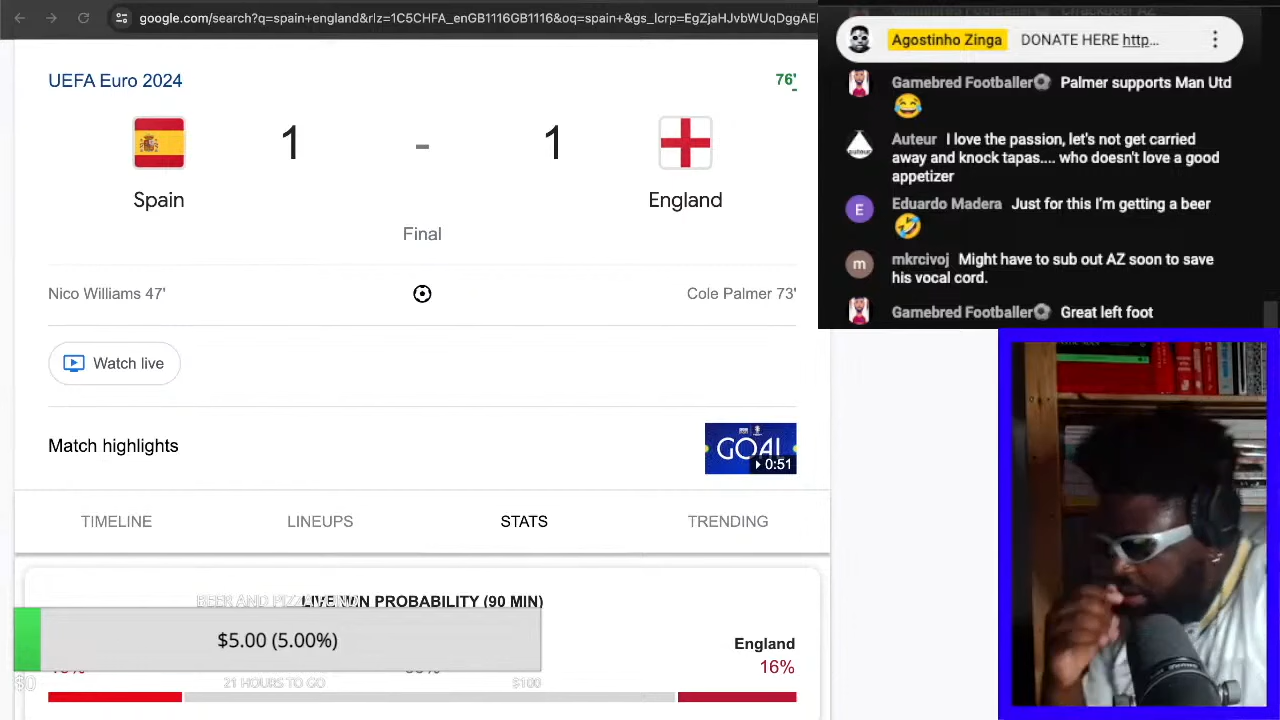 google.com/search?q=spain+england&rlz=1C5CHFA_enGB1116GB1116&oq=spain+&gs_lcrp=EgZjaHJvbWUqDggAE
UEFA Euro 2024
76'
1 - 1
Spain
England
Final
Nico Williams 47'
Cole Palmer 73'
Watch live
Match highlights
GOAL
0:51
TIMELINE LINEUPS STATS TRENDING
LIVE WIN PROBABILITY (90 MIN)
BEER AND PIZZA
$5.00 (5.00%)
England
16%
$0
21 HOURS TO GO
$100
Agostinho Zinga DONATE HERE http...
Gamebred Footballer Palmer supports Man Utd
Auteur I love the passion, let's not get carried
away and knock tapas.... who doesn't love a good
appetizer
Eduardo Madera Just for this I'm getting a beer
E
mkrcivoj Might have to sub out AZ soon to save
m
his vocal cord.
Gamebred Footballer Great left foot